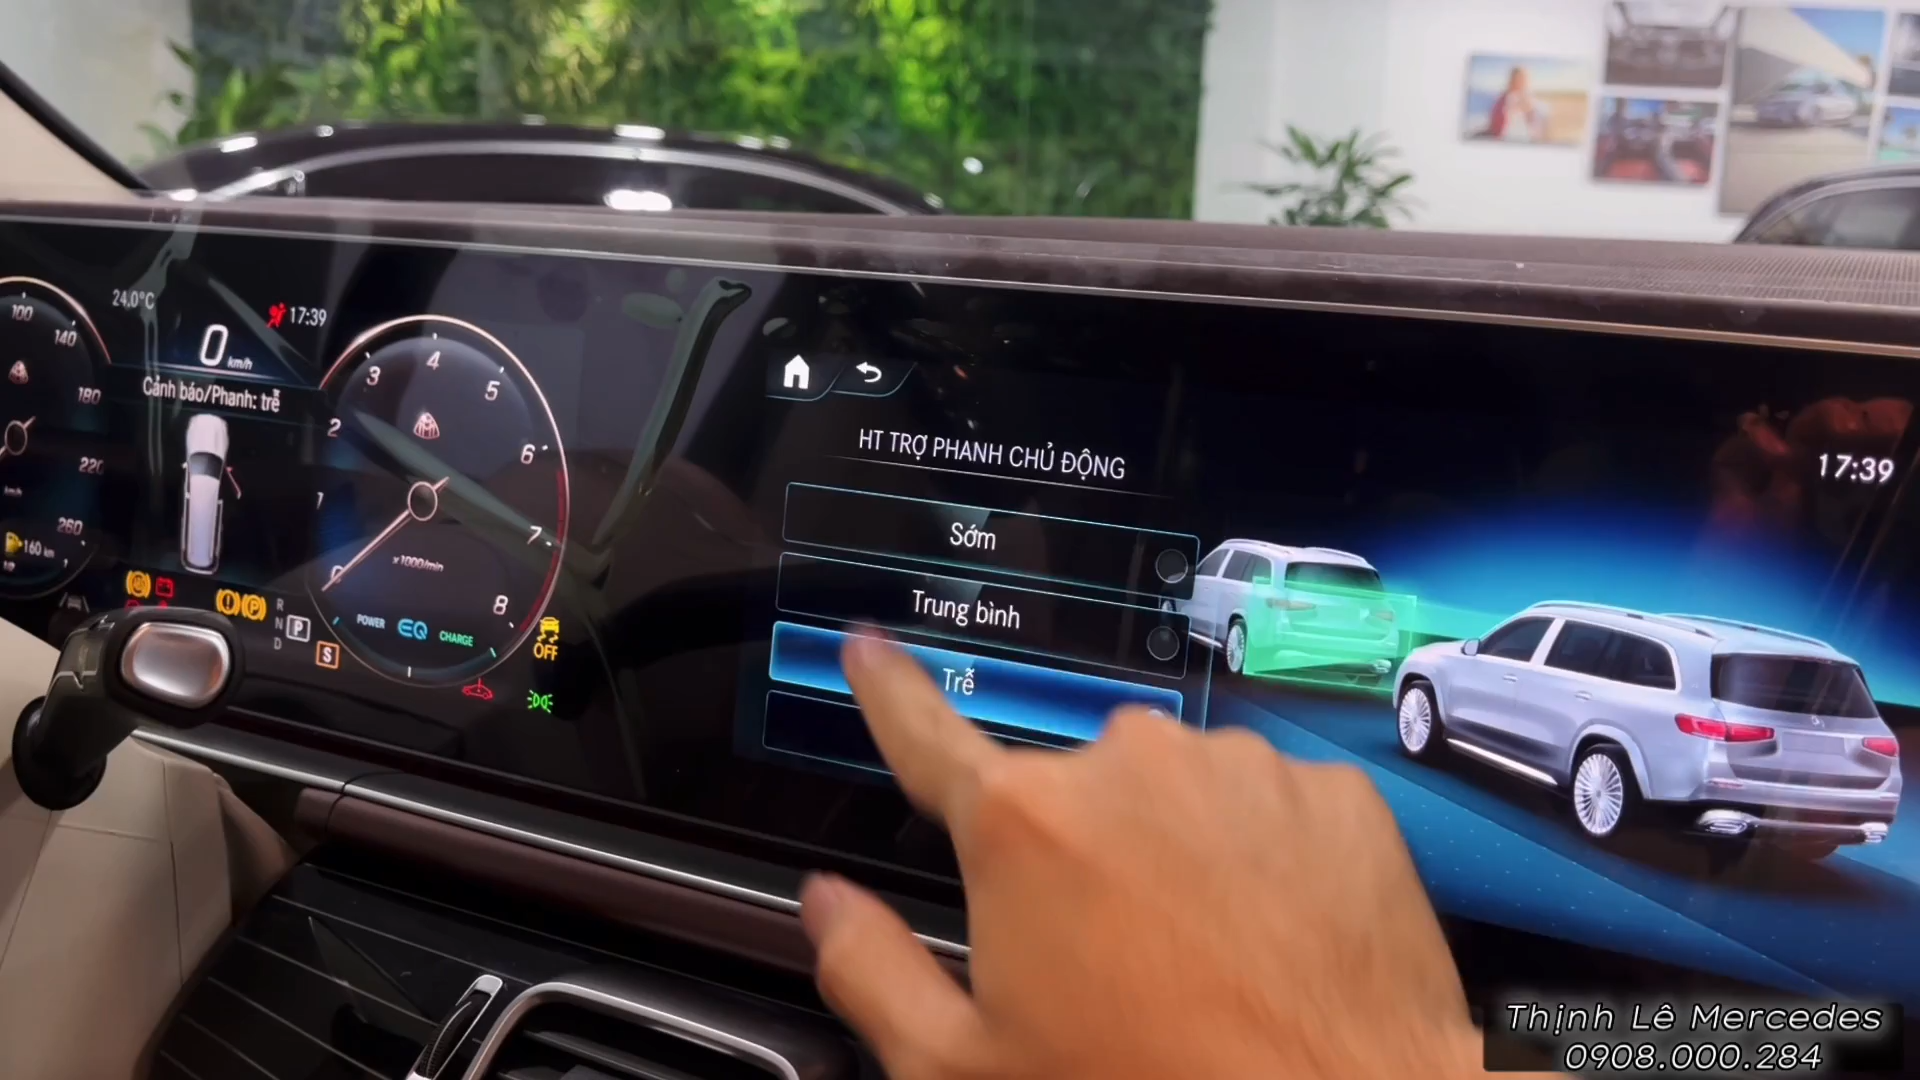 100
140
180
220
260
km/h
160 km
24,0°C
17:39
0 km/h
Cảnh báo/Phanh: trễ
1
2
3
4
5
6
7
8
x1000/min
POWER
EQ
CHARGE
R
N
P
D
S
OFF
HT TRỢ PHANH CHỦ ĐỘNG
Sớm
Trung bình
Trễ
17:39
Thịnh Lê Mercedes
0908.000.284